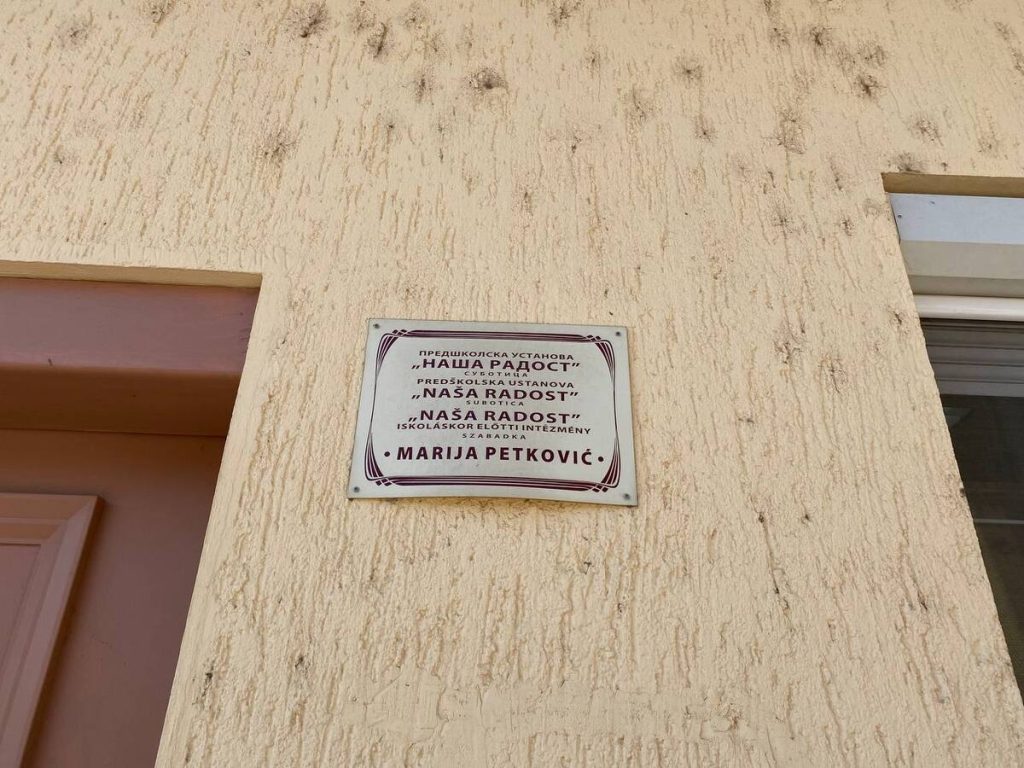 ПРЕДШКОЛСКА УСТАНОВА
„НАША РАДОСТ”
СУБОТИЦА
PREDŠKOLSKA USTANOVA
„NAŠA RADOST”
SUBOTICA
„NAŠA RADOST”
ISKOLÁSKOR ELŐTTI INTÉZMÉNY
SZABADKA
• MARIJA PETKOVIĆ •